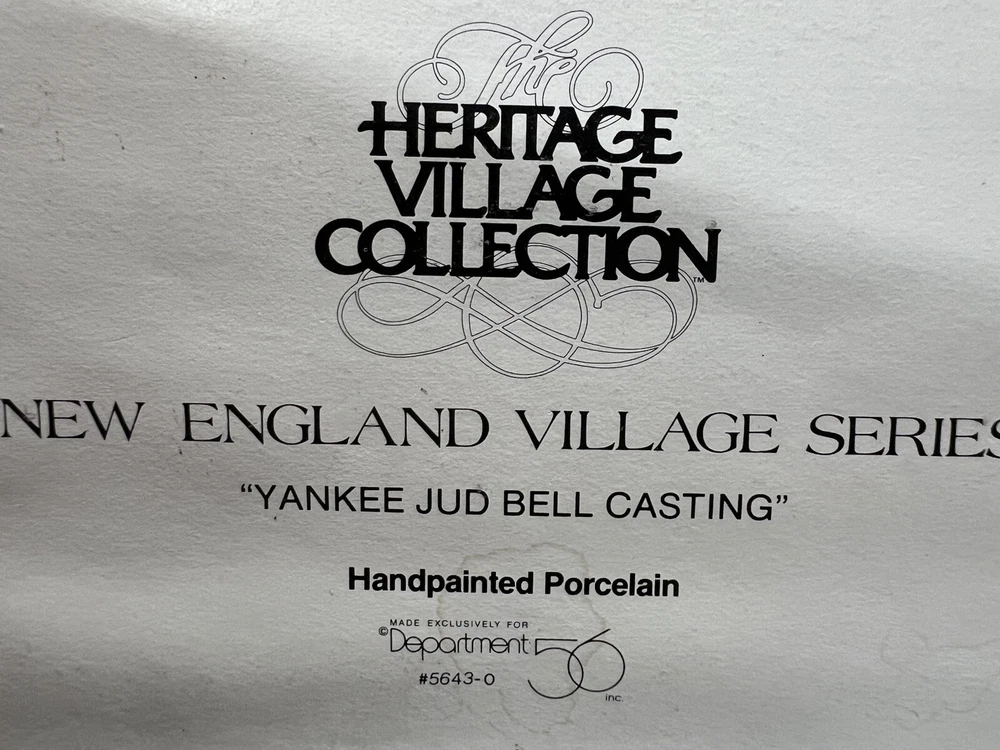 The
HERITAGE
VILLAGE
COLLECTION™
NEW ENGLAND VILLAGE SERIES
“YANKEE JUD BELL CASTING”
Handpainted Porcelain
MADE EXCLUSIVELY FOR
©Department 56 inc.
#5643-0